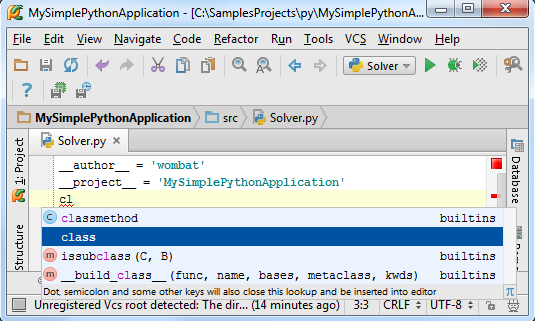 MySimplePythonApplication - [C:\SamplesProjects\py\MySimplePythonA...
File Edit View Navigate Code Refactor Run Tools VCS Window Help
Solver
MySimplePythonApplication src Solver.py
Solver.py
1: Project
Structure
Database
__author__ = 'wombat'
__project__ = 'MySimplePythonApplication'
cl
classmethod builtins
class
issubclass(C, B) builtins
__build_class__(func, name, bases, metaclass, kwds) builtins
Dot, semicolon and some other keys will also close this lookup and be inserted into editor π
Unregistered Vcs root detected: The dir... (14 minutes ago) 3:3 CRLF UTF-8